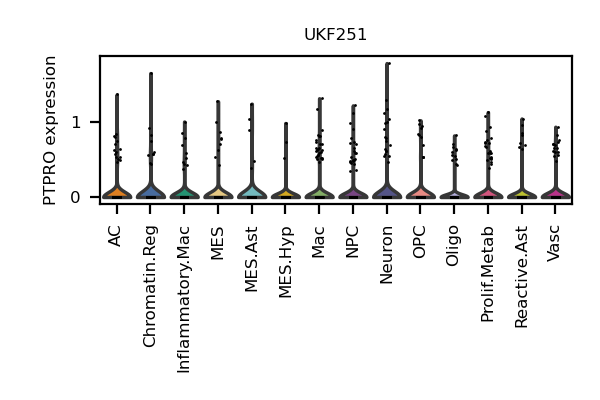 UKF251
PTPRO expression
1
0
AC
Chromatin.Reg
Inflammatory.Mac
MES
MES.Ast
MES.Hyp
Mac
NPC
Neuron
OPC
Oligo
Prolif.Metab
Reactive.Ast
Vasc